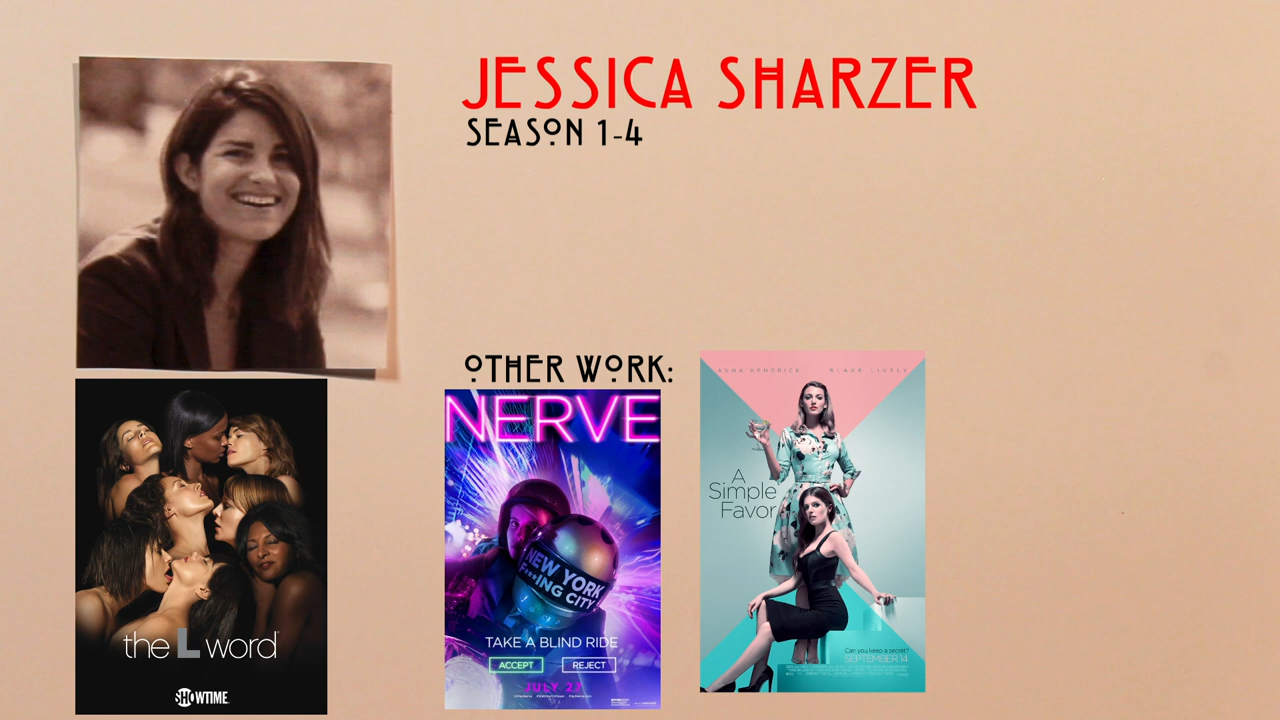 JESSICA SHARZER
SEASON 1-4
OTHER WORK:
the L word
SHOWTIME
NERVE
NEW YORK
F***ING CITY
TAKE A BLIND RIDE
ACCEPT REJECT
JULY 27
ANNA KENDRICK BLAKE LIVELY
A
Simple
Favor
Can you keep a secret?
SEPTEMBER 14